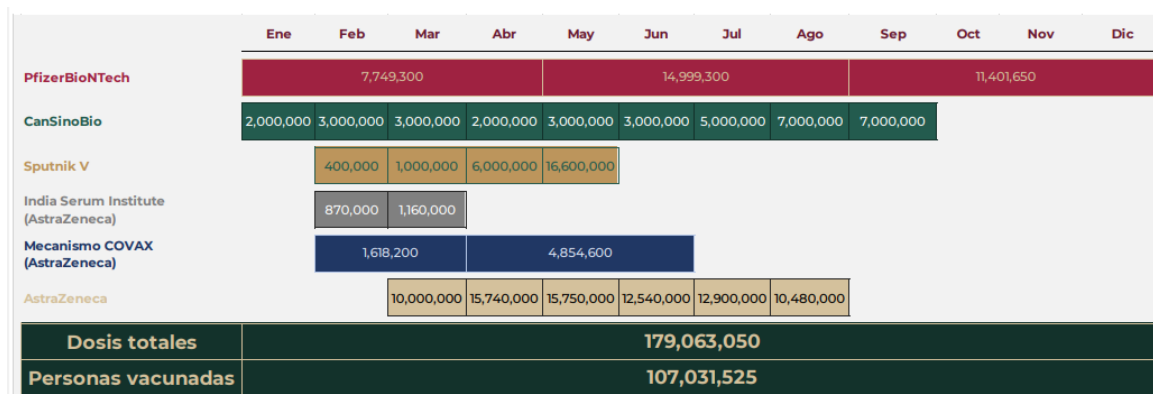 Ene Feb Mar Abr May Jun Jul Ago Sep Oct Nov Dic
PfizerBioNTech 7,749,300 14,999,300 11,401,650
CanSinoBio 2,000,000 3,000,000 3,000,000 2,000,000 3,000,000 3,000,000 5,000,000 7,000,000 7,000,000
Sputnik V 400,000 1,000,000 6,000,000 16,600,000
India Serum Institute
(AstraZeneca) 870,000 1,160,000
Mecanismo COVAX
(AstraZeneca) 1,618,200 4,854,600
AstraZeneca 10,000,000 15,740,000 15,750,000 12,540,000 12,900,000 10,480,000
Dosis totales 179,063,050
Personas vacunadas 107,031,525